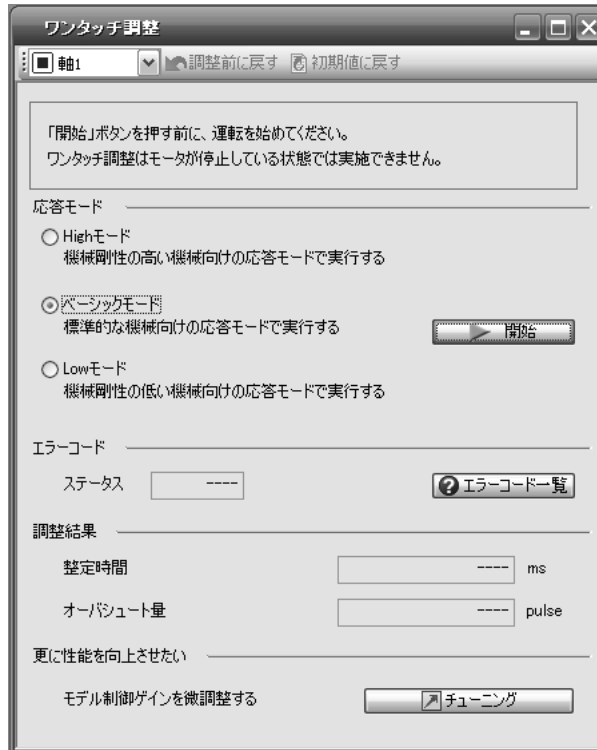 ワンタッチ調整
軸1 調整前に戻す 初期値に戻す
「開始」ボタンを押す前に、運転を始めてください。
ワンタッチ調整はモータが停止している状態では実施できません。
応答モード
Highモード
機械剛性の高い機械向けの応答モードで実行する
ベーシックモード
標準的な機械向けの応答モードで実行する
開始
Lowモード
機械剛性の低い機械向けの応答モードで実行する
エラーコード
ステータス ----
エラーコード一覧
調整結果
整定時間 ---- ms
オーバシュート量 ---- pulse
更に性能を向上させたい
モデル制御ゲインを微調整する チューニング